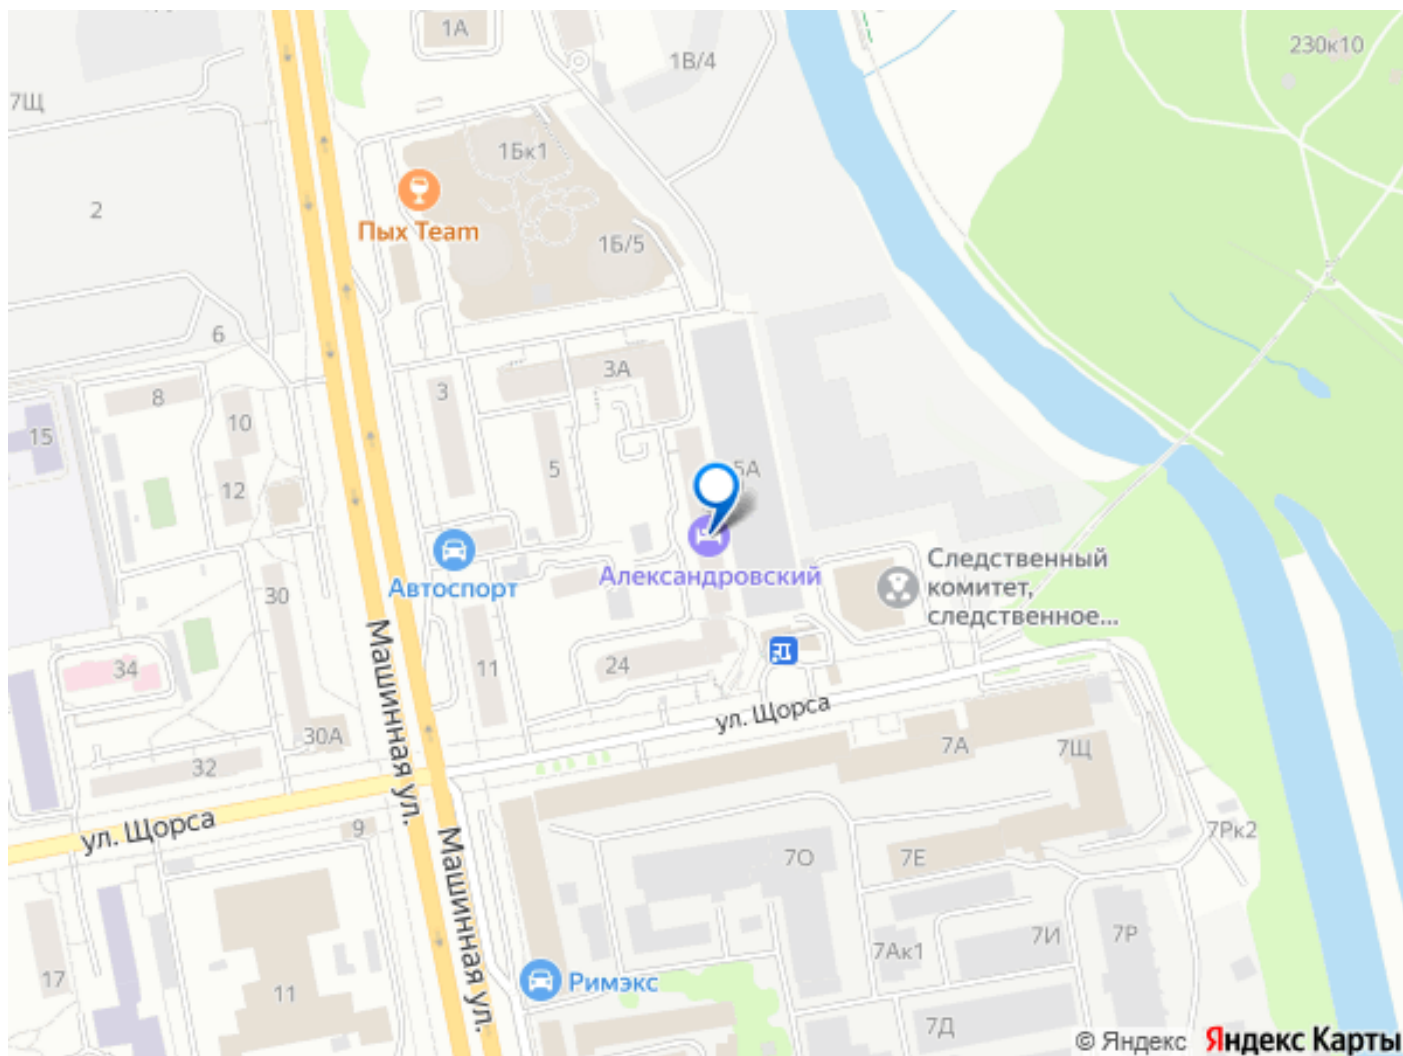 1А
1В/4
230к10
7Щ
1Бк1
2
Пых Team
1Б/5
6
3А
8
3
10
15
5
5А
12
Александровский
Следственный
комитет,
следственное...
Автоспорт
30
Машинная ул.
34
11
24
ул. Щорса
30А
7А
7Щ
32
ул. Щорса
9
7Рк2
Машинная ул.
7О
7Е
7И
7Р
7Ак1
17
11
Римэкс
7Д
© Яндекс Яндекс Карты